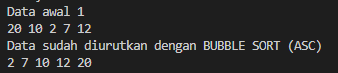 Data awal 1
20 10 2 7 12
Data sudah diurutkan dengan BUBBLE SORT (ASC)
2 7 10 12 20